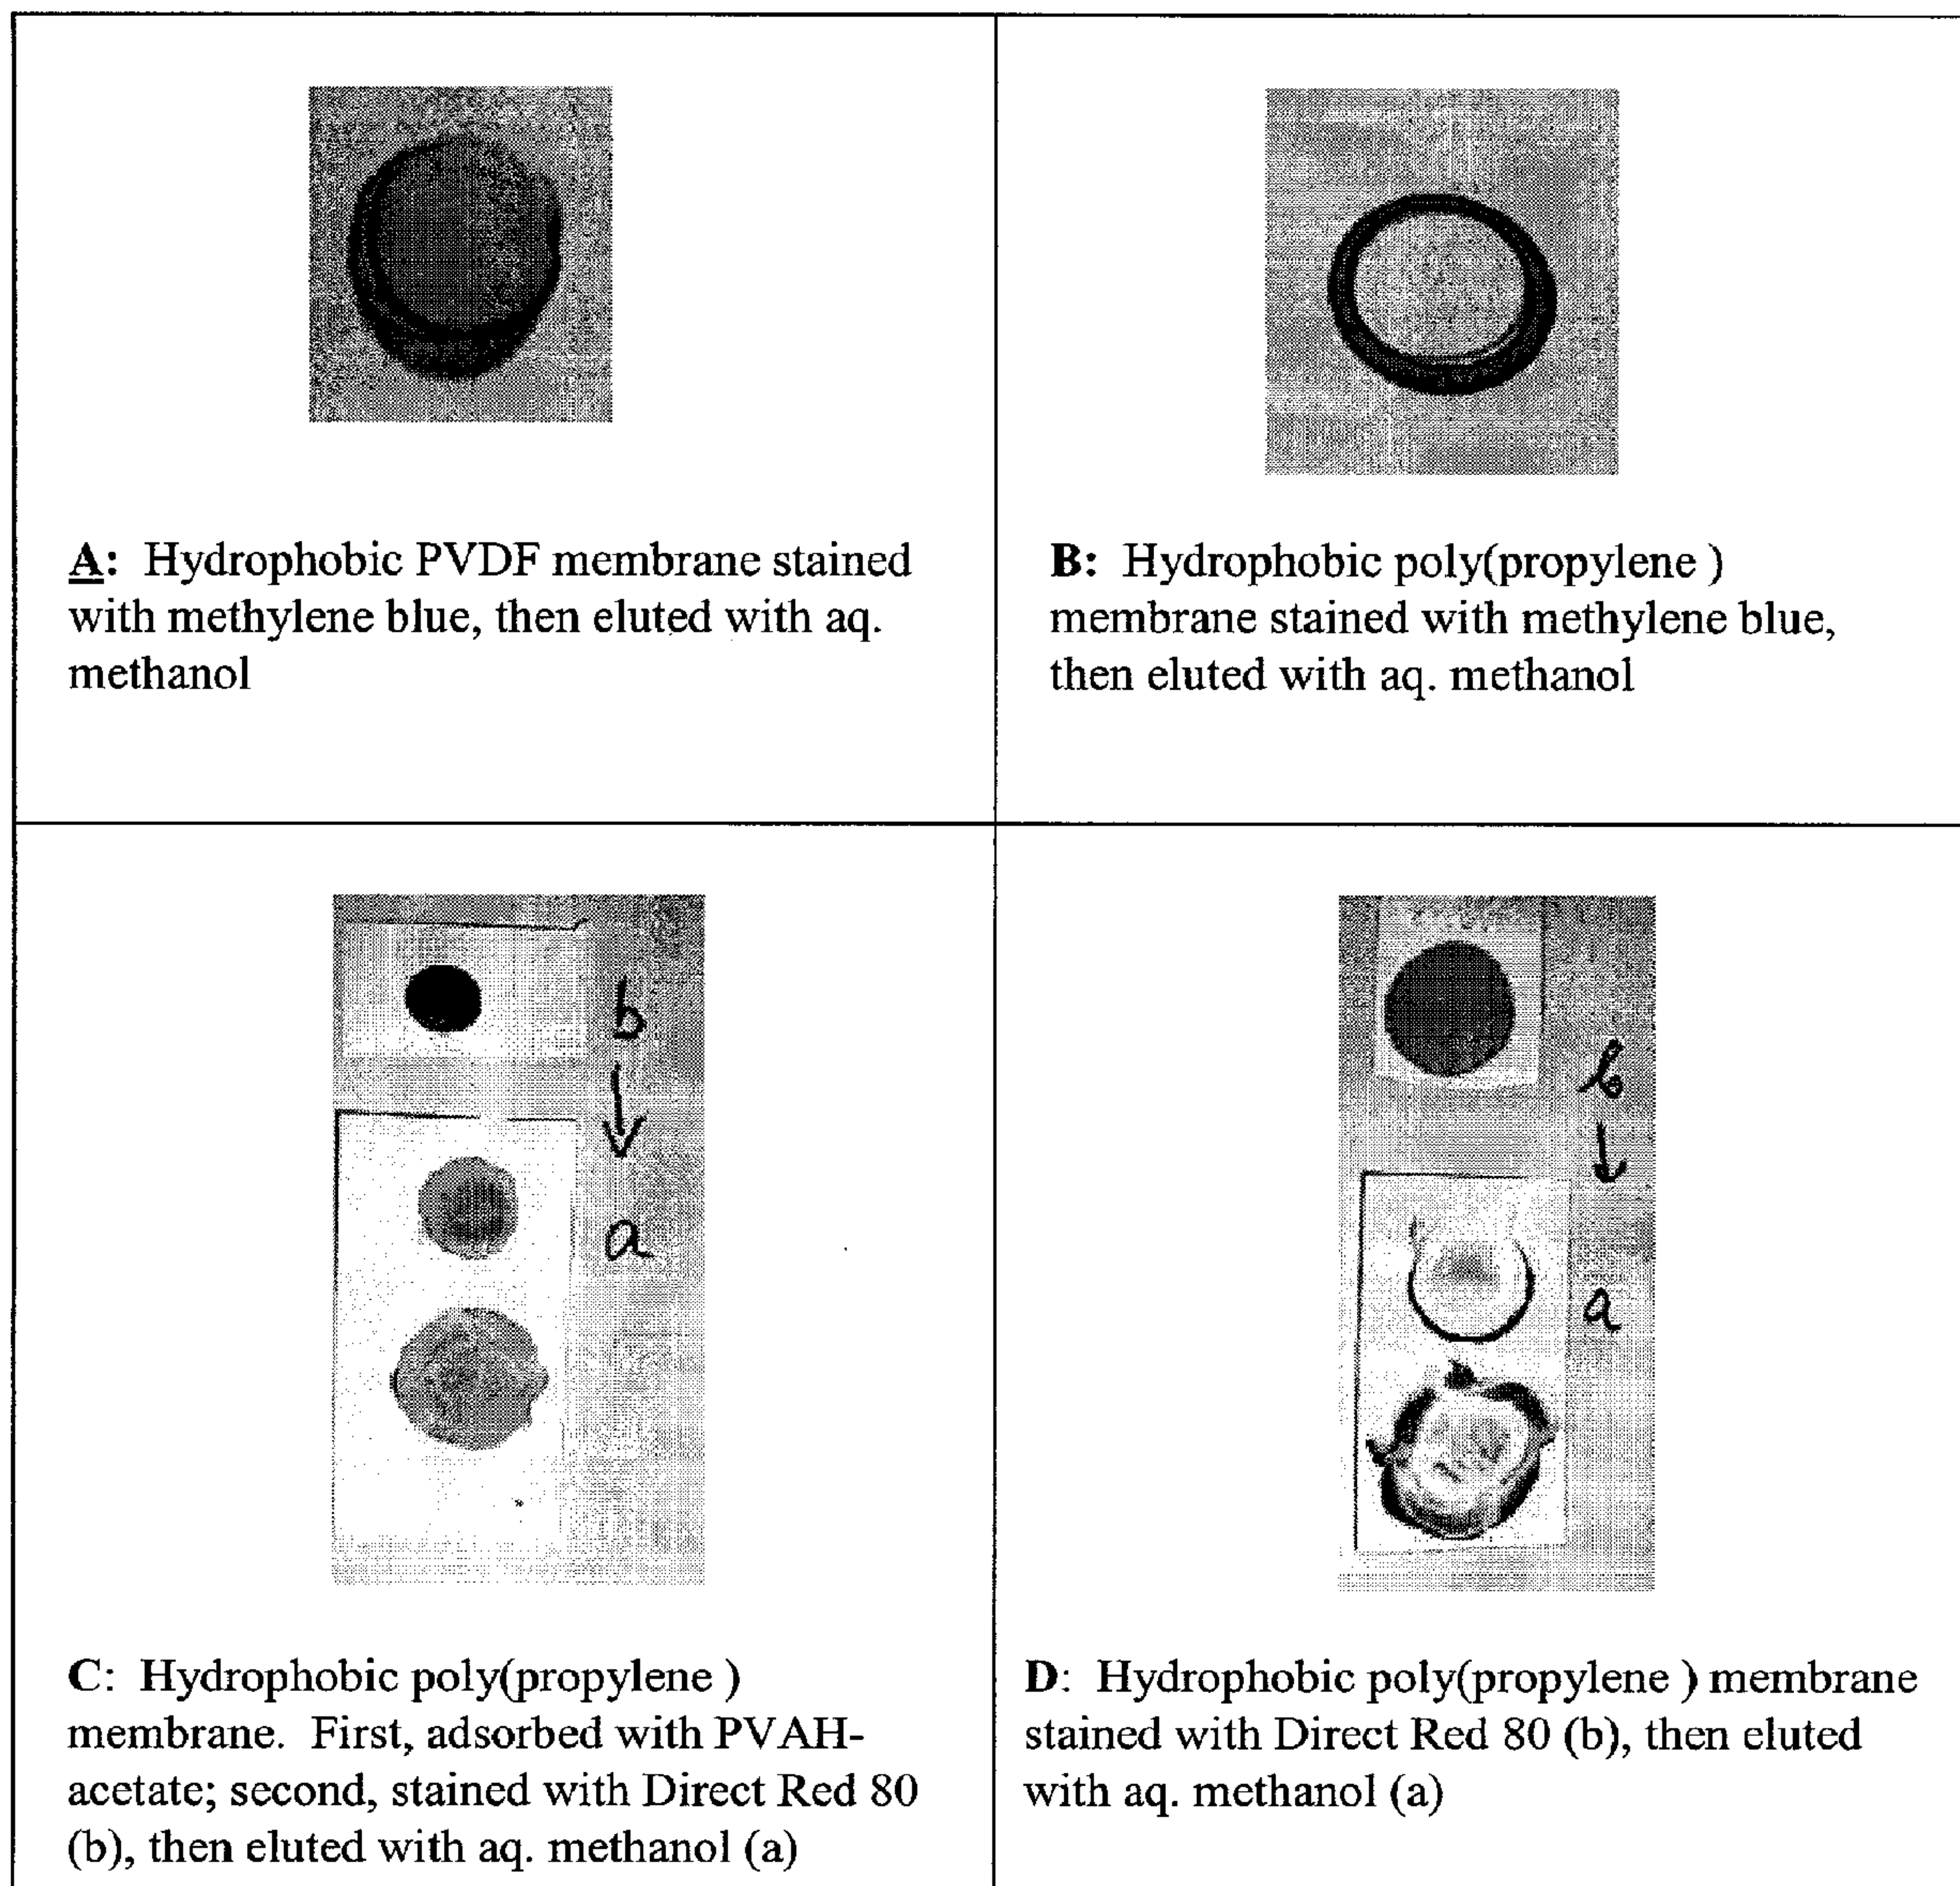 A: Hydrophobic PVDF membrane stained
with methylene blue, then eluted with aq.
methanol
B: Hydrophobic poly(propylene )
membrane stained with methylene blue,
then eluted with aq. methanol
b
a
C: Hydrophobic poly(propylene )
membrane. First, adsorbed with PVAH-
acetate; second, stained with Direct Red 80
(b), then eluted with aq. methanol (a)
b
a
D: Hydrophobic poly(propylene ) membrane
stained with Direct Red 80 (b), then eluted
with aq. methanol (a)